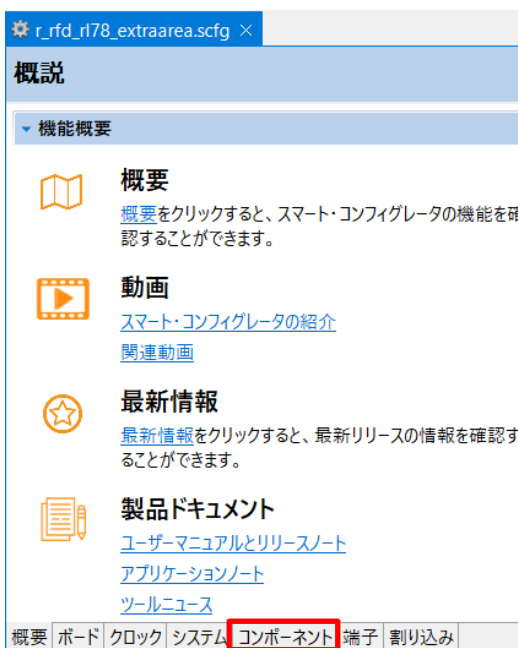 r_rfd_rl78_extraarea.scfg
概説
機能概要
概要
概要をクリックすると、スマート・コンフィグレータの機能を確
認することができます。
動画
スマート・コンフィグレータの紹介
関連動画
最新情報
最新情報をクリックすると、最新リリースの情報を確認す
ることができます。
製品ドキュメント
ユーザーマニュアルとリリースノート
アプリケーションノート
ツールニュース
概要 ボード クロック システム コンポーネント 端子 割り込み